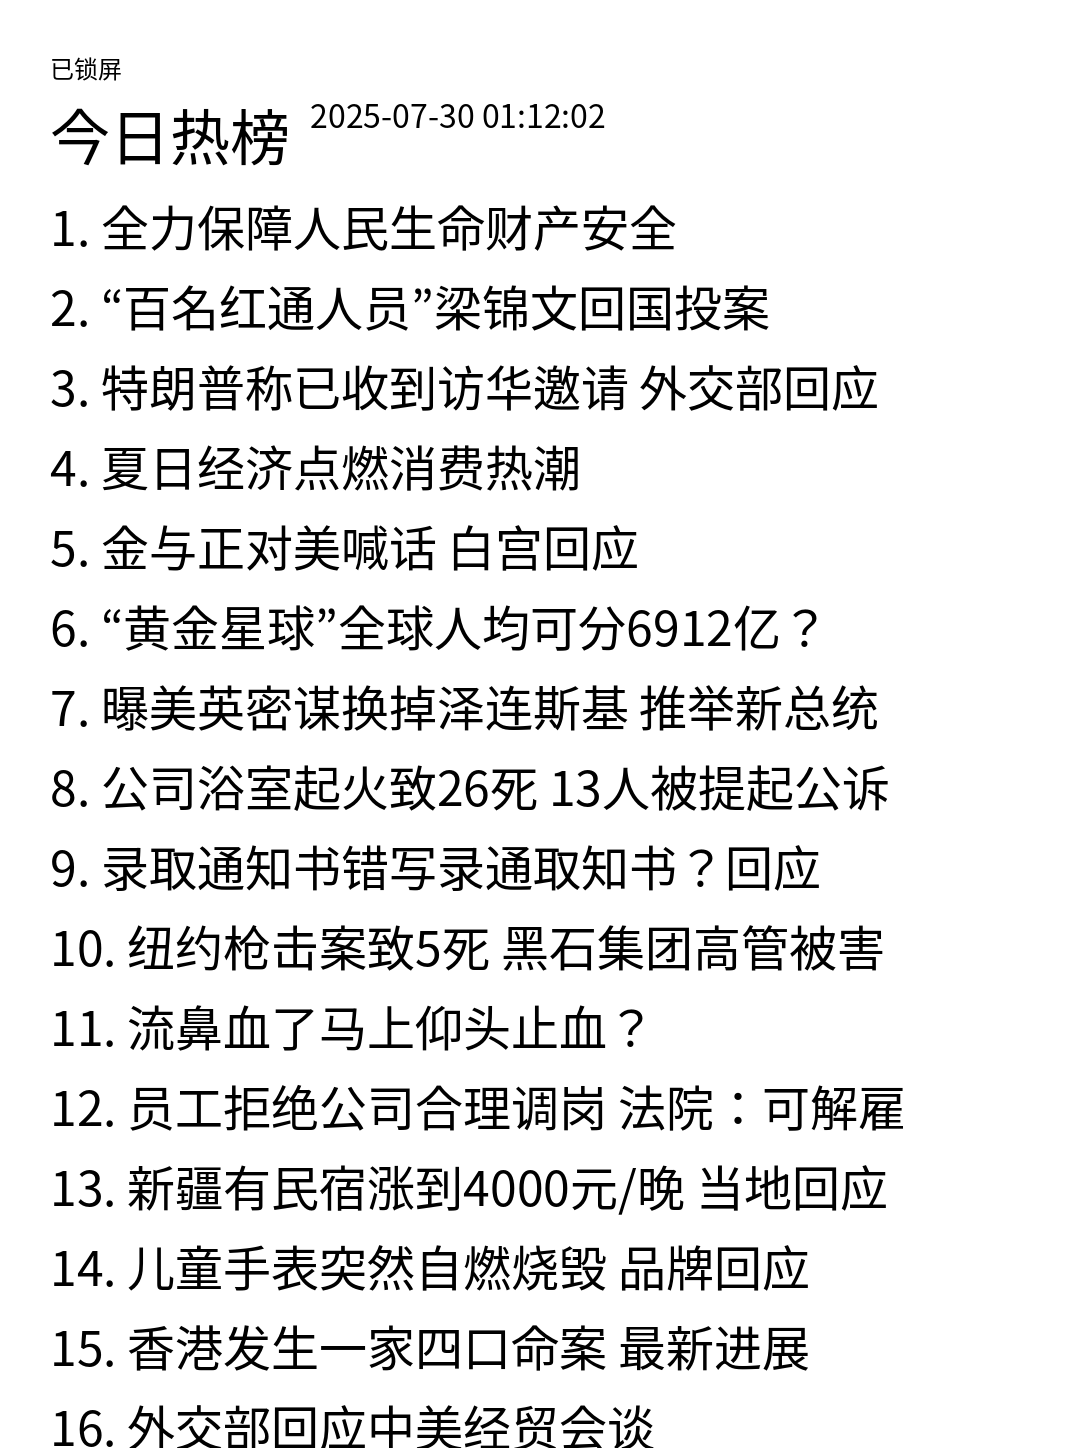 已锁屏
今日热榜 2025-07-30 01:12:02
1. 全力保障人民生命财产安全
2. “百名红通人员”梁锦文回国投案
3. 特朗普称已收到访华邀请 外交部回应
4. 夏日经济点燃消费热潮
5. 金与正对美喊话 白宫回应
6. “黄金星球”全球人均可分6912亿？
7. 曝美英密谋换掉泽连斯基 推举新总统
8. 公司浴室起火致26死 13人被提起公诉
9. 录取通知书错写录通取知书？回应
10. 纽约枪击案致5死 黑石集团高管被害
11. 流鼻血了马上仰头止血？
12. 员工拒绝公司合理调岗 法院：可解雇
13. 新疆有民宿涨到4000元/晚 当地回应
14. 儿童手表突然自燃烧毁 品牌回应
15. 香港发生一家四口命案 最新进展
16. 外交部回应中美经贸会谈